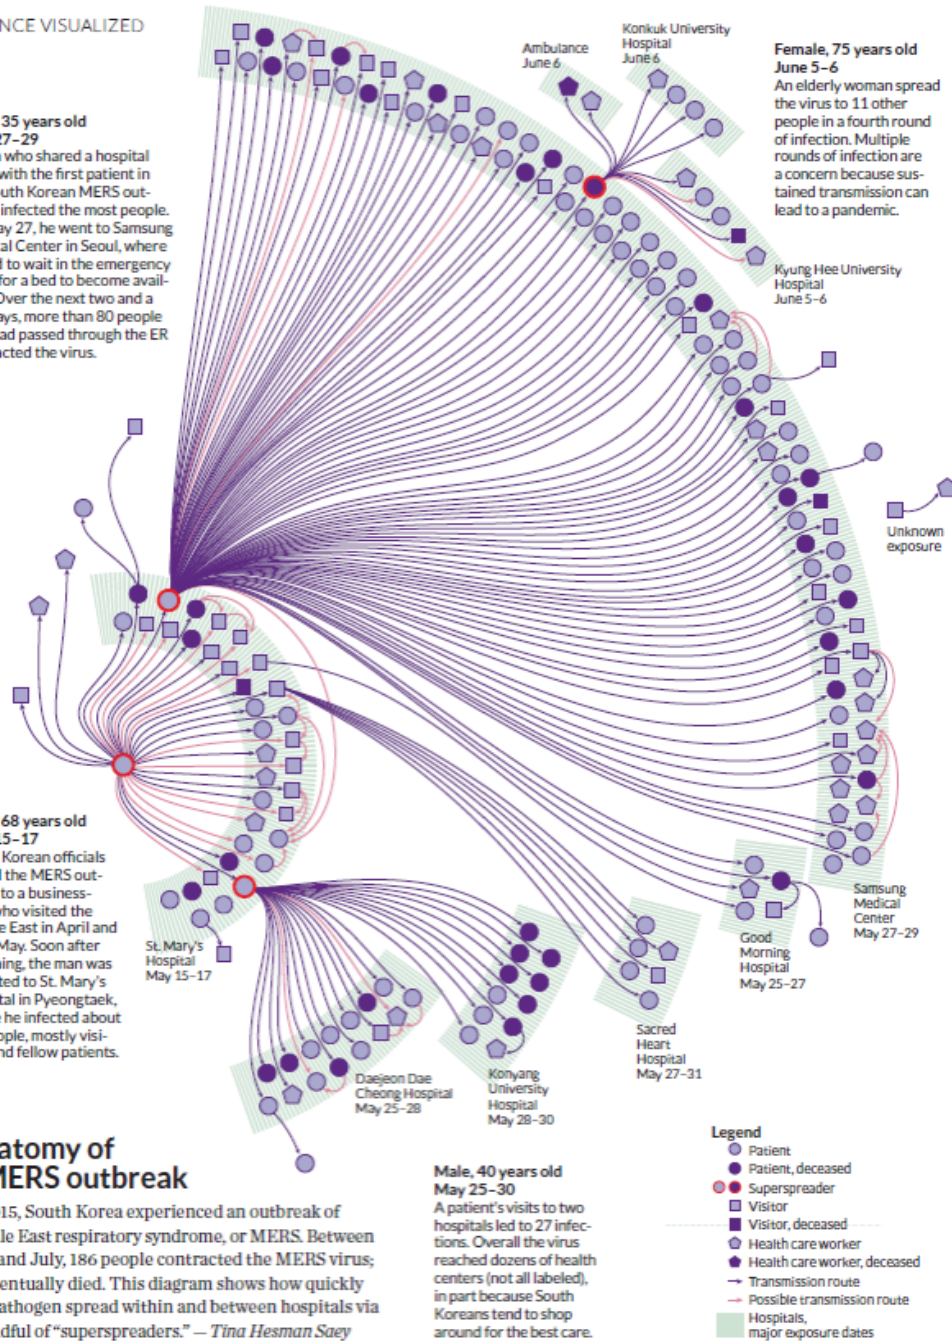 NCE VISUALIZED
Ambulance
June 6
Konkuk University
Hospital
June 6
Female, 75 years old
June 5–6
An elderly woman spread
the virus to 11 other
people in a fourth round
of infection. Multiple
rounds of infection are
a concern because sus-
tained transmission can
lead to a pandemic.
35 years old
27–29
who shared a hospital
with the first patient in
uth Korean MERS out-
infected the most people.
ay 27, he went to Samsung
al Center in Seoul, where
d to wait in the emergency
for a bed to become avail-
Over the next two and a
ays, more than 80 people
ad passed through the ER
acted the virus.
Kyung Hee University
Hospital
June 5–6
Unknown
exposure
68 years old
15–17
Korean officials
d the MERS out-
to a business-
who visited the
e East in April and
May. Soon after
ning, the man was
ted to St. Mary's
tal in Pyeongtaek,
e he infected about
ople, mostly visi-
nd fellow patients.
St. Mary's
Hospital
May 15–17
Samsung
Medical
Center
May 27–29
Good
Morning
Hospital
May 25–27
Sacred
Heart
Hospital
May 27–31
Konyang
University
Hospital
May 28–30
Daejeon Dae
Cheong Hospital
May 25–28
atomy of
MERS outbreak
15, South Korea experienced an outbreak of
le East respiratory syndrome, or MERS. Between
and July, 186 people contracted the MERS virus;
entually died. This diagram shows how quickly
athogen spread within and between hospitals via
dful of “superspreaders.” — Tina Hesman Saey
Male, 40 years old
May 25–30
A patient's visits to two
hospitals led to 27 infec-
tions. Overall the virus
reached dozens of health
centers (not all labeled),
in part because South
Koreans tend to shop
around for the best care.
Legend
Patient
Patient, deceased
Superspreader
Visitor
Visitor, deceased
Health care worker
Health care worker, deceased
Transmission route
Possible transmission route
Hospitals,
major exposure dates